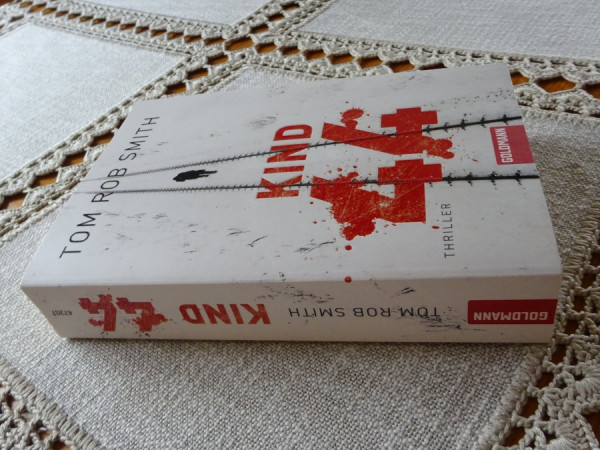 TOM ROB SMITH
KIND
44
THRILLER
GOLDMANN
KIND 44
TOM ROB SMITH
GOLDMANN